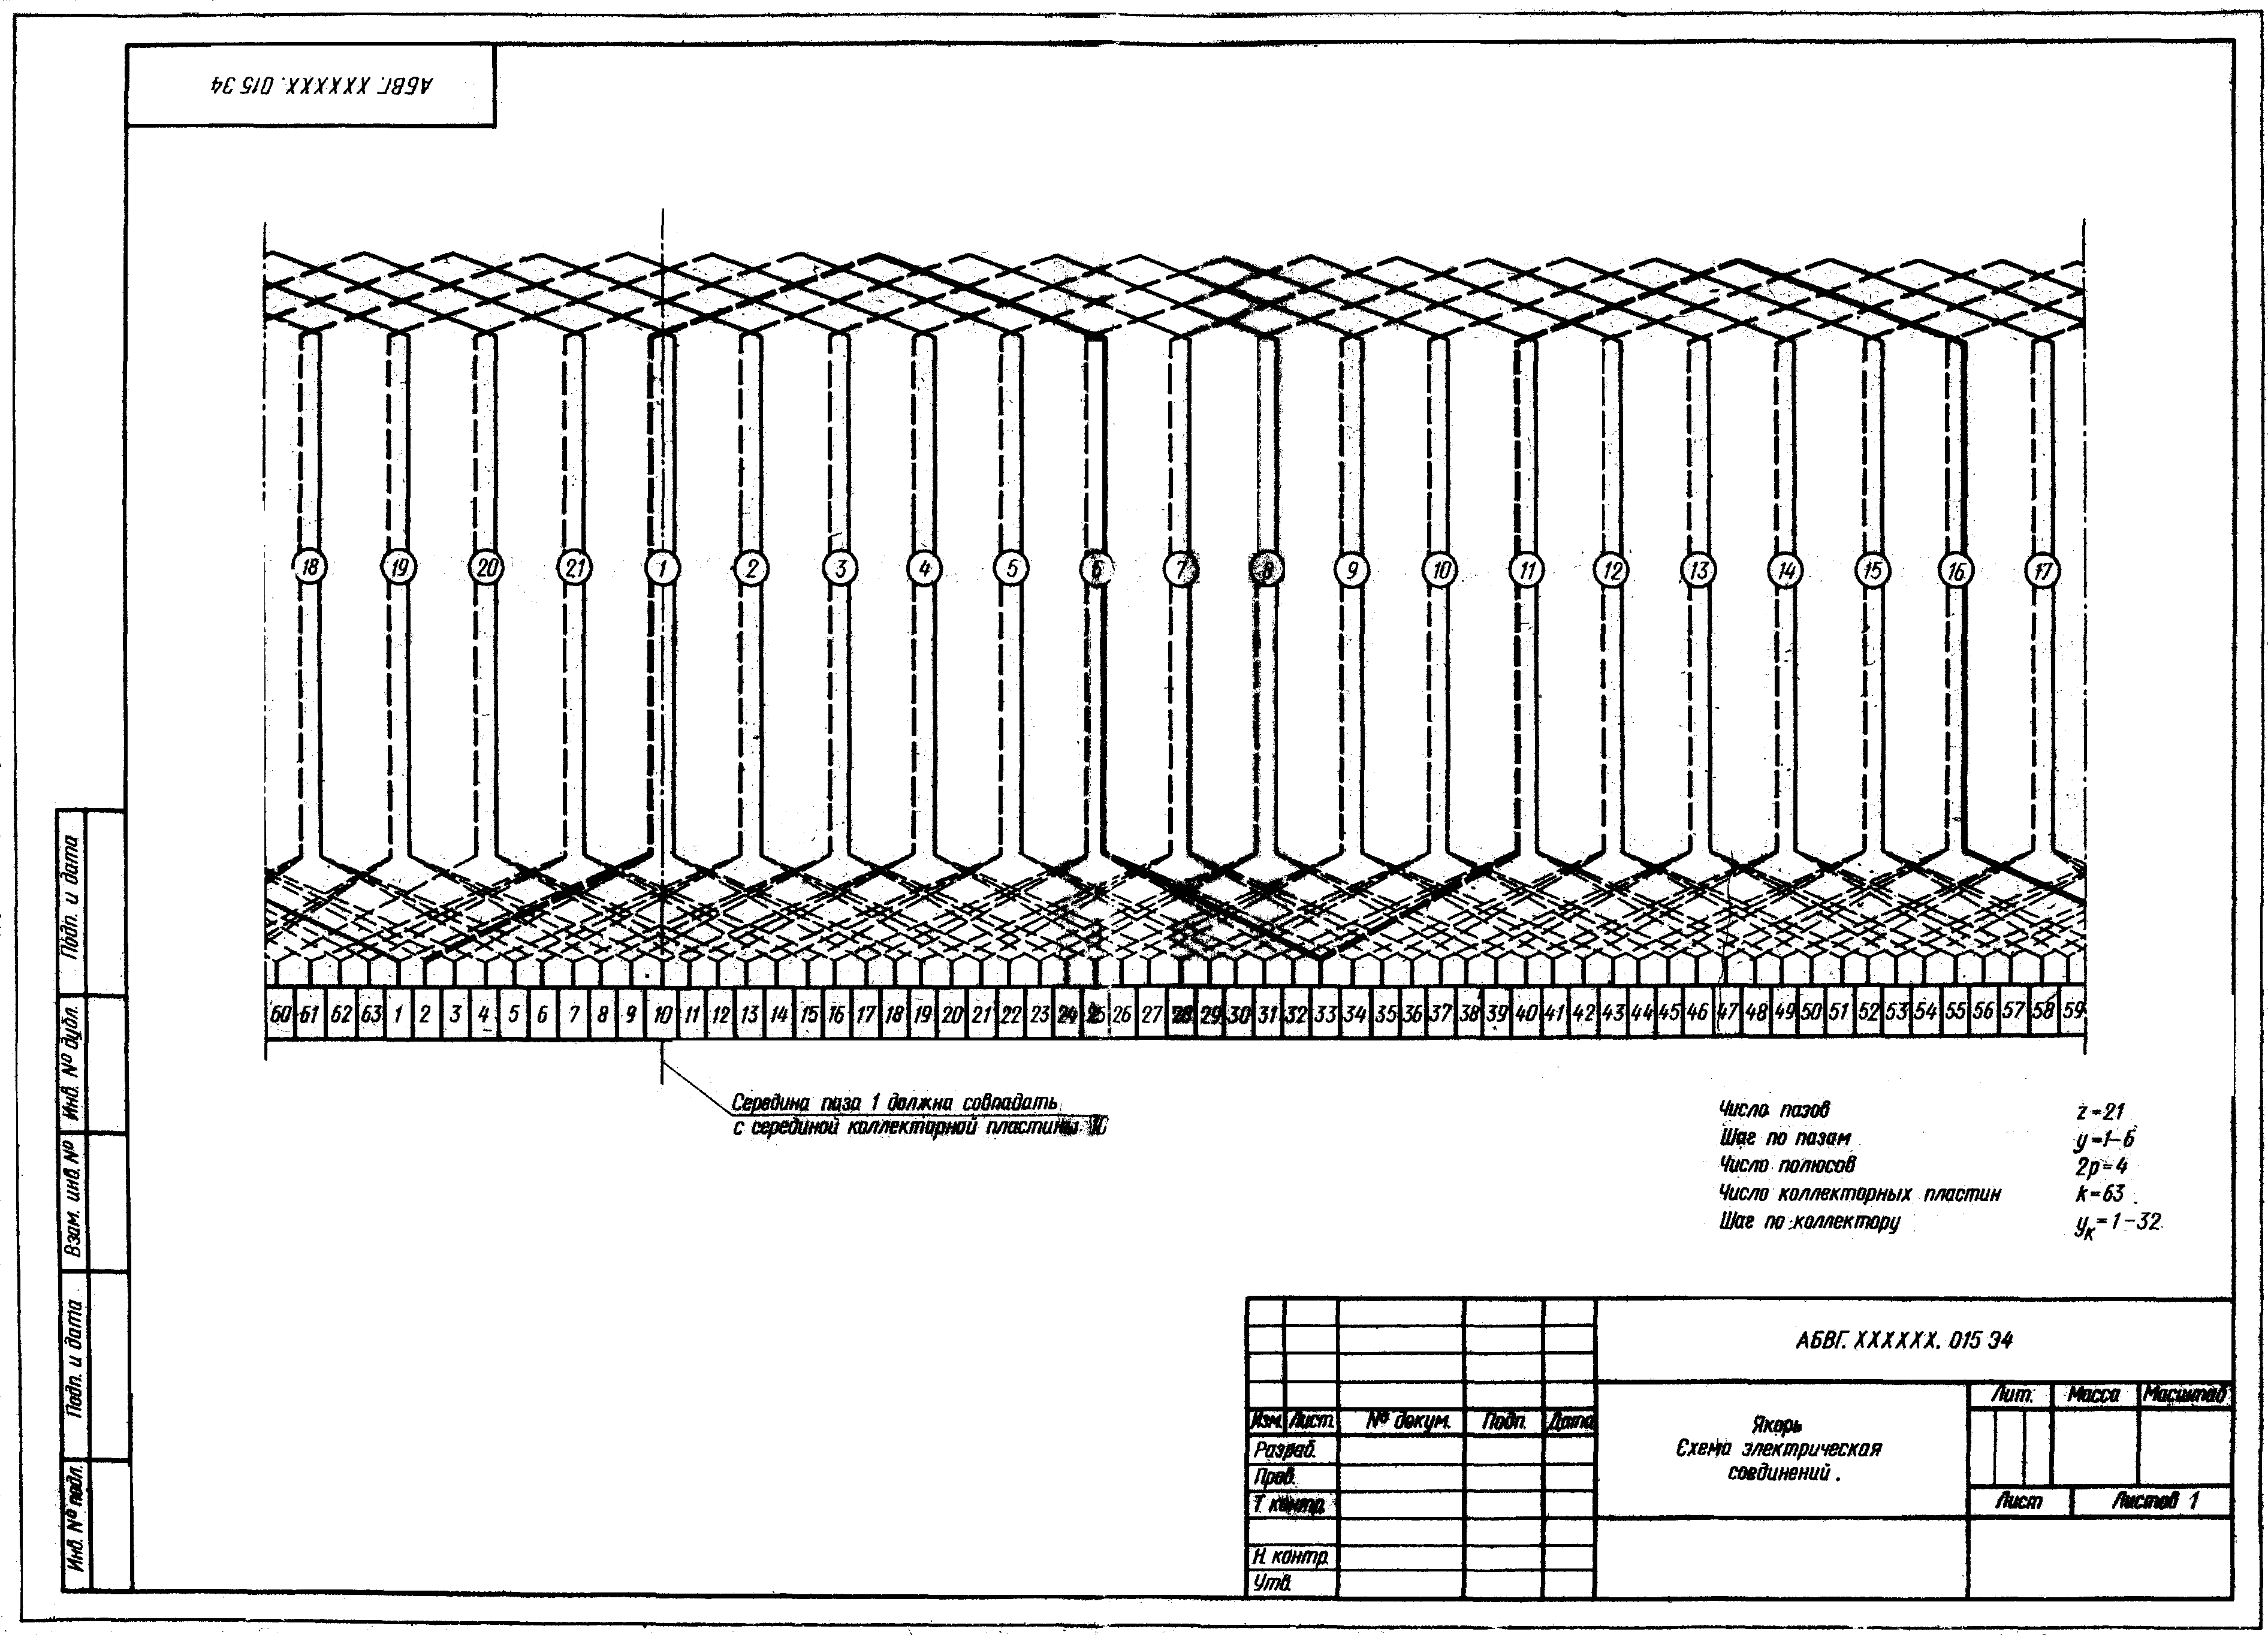 АБВГ. XXXXXX. 015 Э4
18 19 20 21 1 2 3 4 5 6 7 8 9 10 11 12 13 14 15 16 17
60 61 62 63 1 2 3 4 5 6 7 8 9 10 11 12 13 14 15 16 17 18 19 20 21 22 23 24 25 26 27 28 29 30 31 32 33 34 35 36 37 38 39 40 41 42 43 44 45 46 47 48 49 50 51 52 53 54 55 56 57 58 59
Середина паза 1 должна совпадать
с серединой коллекторной пластины
Число пазов z=21
Шаг по пазам y=1-6
Число полюсов 2p=4
Число коллекторных пластин k=63
Шаг по коллектору yк=1-32
Подп. и дата
Инв. № дубл.
Взам. инв. №
Подп. и дата
Инв. № подл.
АБВГ. XXXXXX. 015 Э4
Изм. Лист № докум. Подп. Дата
Разраб.
Пров.
Т. контр.
Н. контр.
Утв.
Якорь
Схема электрическая
соединений.
Лит. Масса Масштаб
Лист Листов 1